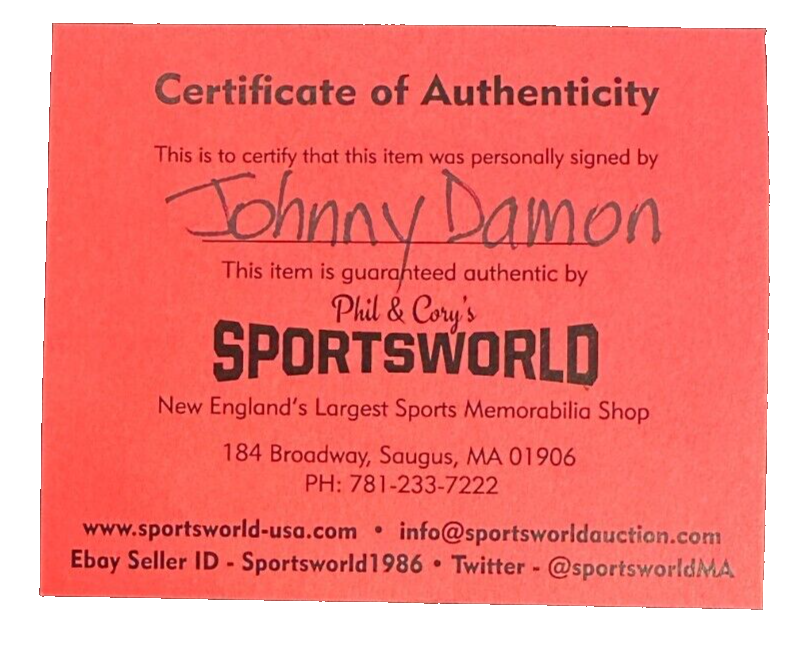 Certificate of Authenticity
This is to certify that this item was personally signed by
Johnny Damon
This item is guaranteed authentic by
Phil & Cory's
SPORTSWORLD
New England's Largest Sports Memorabilia Shop
184 Broadway, Saugus, MA 01906
PH: 781-233-7222
www.sportsworld-usa.com • info@sportsworldauction.com
Ebay Seller ID - Sportsworld1986 • Twitter - @sportsworldMA